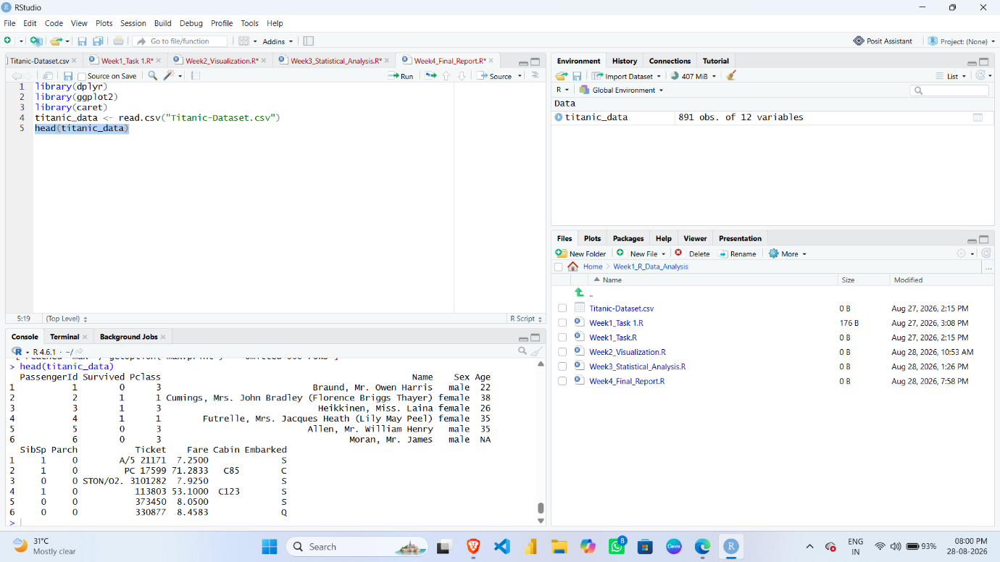 RStudio
File Edit Code View Plots Session Build Debug Profile Tools Help
Go to file/function Addins Posit Assistant Project: (None)
Titanic-Dataset.csv Week1_Task 1.R* Week2_Visualization.R* Week3_Statistical_Analysis.R* Week4_Final_Report.R*
Source on Save Run Source
1 library(dplyr)
2 library(ggplot2)
3 library(caret)
4 titanic_data <- read.csv("Titanic-Dataset.csv")
5 head(titanic_data)
5:19 (Top Level) R Script
Console Terminal Background Jobs
R 4.6.1 · ~/
> head(titanic_data)
PassengerId Survived Pclass Name Sex Age
1 1 0 3 Braund, Mr. Owen Harris male 22
2 2 1 1 Cumings, Mrs. John Bradley (Florence Briggs Thayer) female 38
3 3 1 3 Heikkinen, Miss. Laina female 26
4 4 1 1 Futrelle, Mrs. Jacques Heath (Lily May Peel) female 35
5 5 0 3 Allen, Mr. William Henry male 35
6 6 0 3 Moran, Mr. James male NA
SibSp Parch Ticket Fare Cabin Embarked
1 1 0 A/5 21171 7.2500 S
2 1 0 PC 17599 71.2833 C85 C
3 0 0 STON/O2. 3101282 7.9250 S
4 1 0 113803 53.1000 C123 S
5 0 0 373450 8.0500 S
6 0 0 330877 8.4583 Q
>
Environment History Connections Tutorial
Import Dataset 407 MiB List
R Global Environment
Data
titanic_data 891 obs. of 12 variables
Files Plots Packages Help Viewer Presentation
New Folder New File Delete Rename More
Home Week1_R_Data_Analysis ...
Name Size Modified
..
Titanic-Dataset.csv 0 B Aug 27, 2026, 2:15 PM
Week1_Task 1.R 176 B Aug 27, 2026, 3:08 PM
Week1_Task.R 0 B Aug 27, 2026, 2:15 PM
Week2_Visualization.R 0 B Aug 28, 2026, 10:53 AM
Week3_Statistical_Analysis.R 0 B Aug 28, 2026, 1:26 PM
Week4_Final_Report.R 0 B Aug 28, 2026, 7:58 PM
31°C
Mostly clear
Search
8
Canva
ENG
IN
93%
08:00 PM
28-08-2026